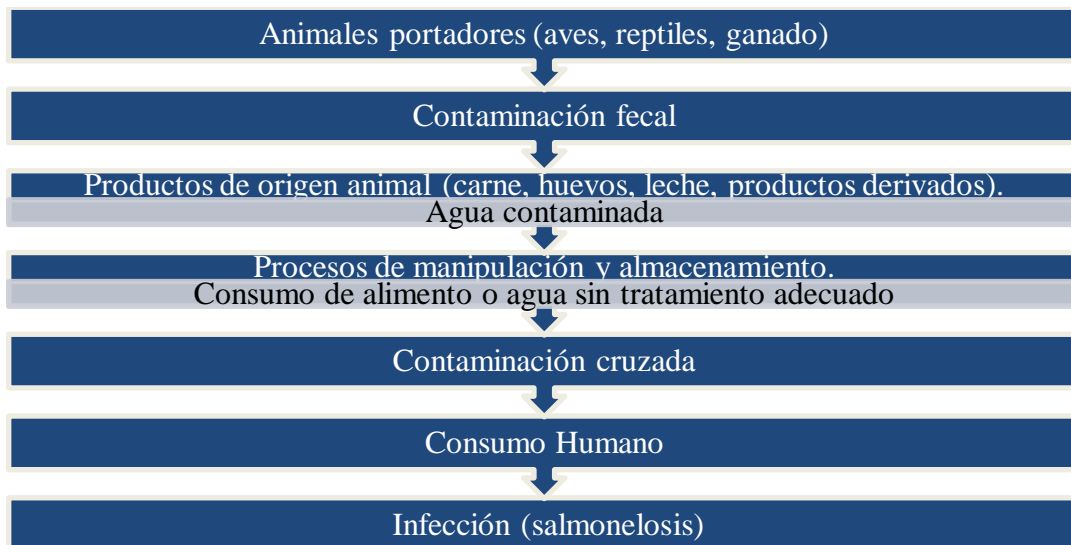 Animales portadores (aves, reptiles, ganado)
Contaminación fecal
Productos de origen animal (carne, huevos, leche, productos derivados).
Agua contaminada
Procesos de manipulación y almacenamiento.
Consumo de alimento o agua sin tratamiento adecuado
Contaminación cruzada
Consumo Humano
Infección (salmonelosis)